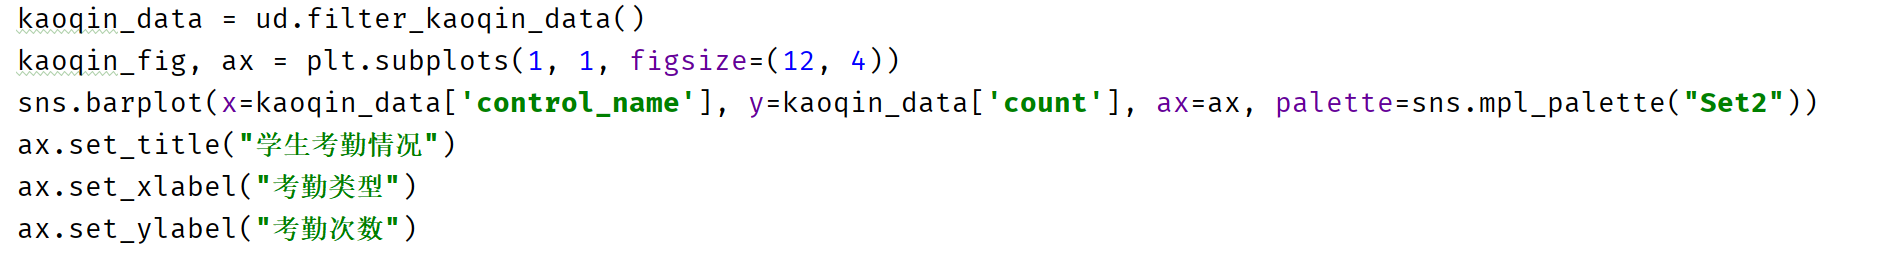 kaoqin_data = ud.filter_kaoqin_data()
kaoqin_fig, ax = plt.subplots(1, 1, figsize=(12, 4))
sns.barplot(x=kaoqin_data['control_name'], y=kaoqin_data['count'], ax=ax, palette=sns.mpl_palette("Set2"))
ax.set_title("学生考勤情况")
ax.set_xlabel("考勤类型")
ax.set_ylabel("考勤次数")